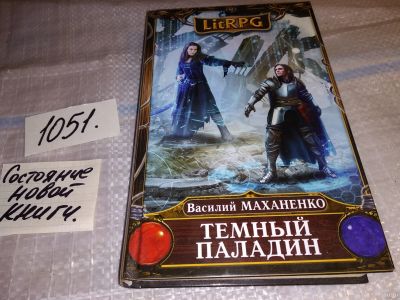 LitRPG
1051.
Состояние
новой
книги.
Василий МАХАНЕНКО
ТЕМНЫЙ
ПАЛАДИН